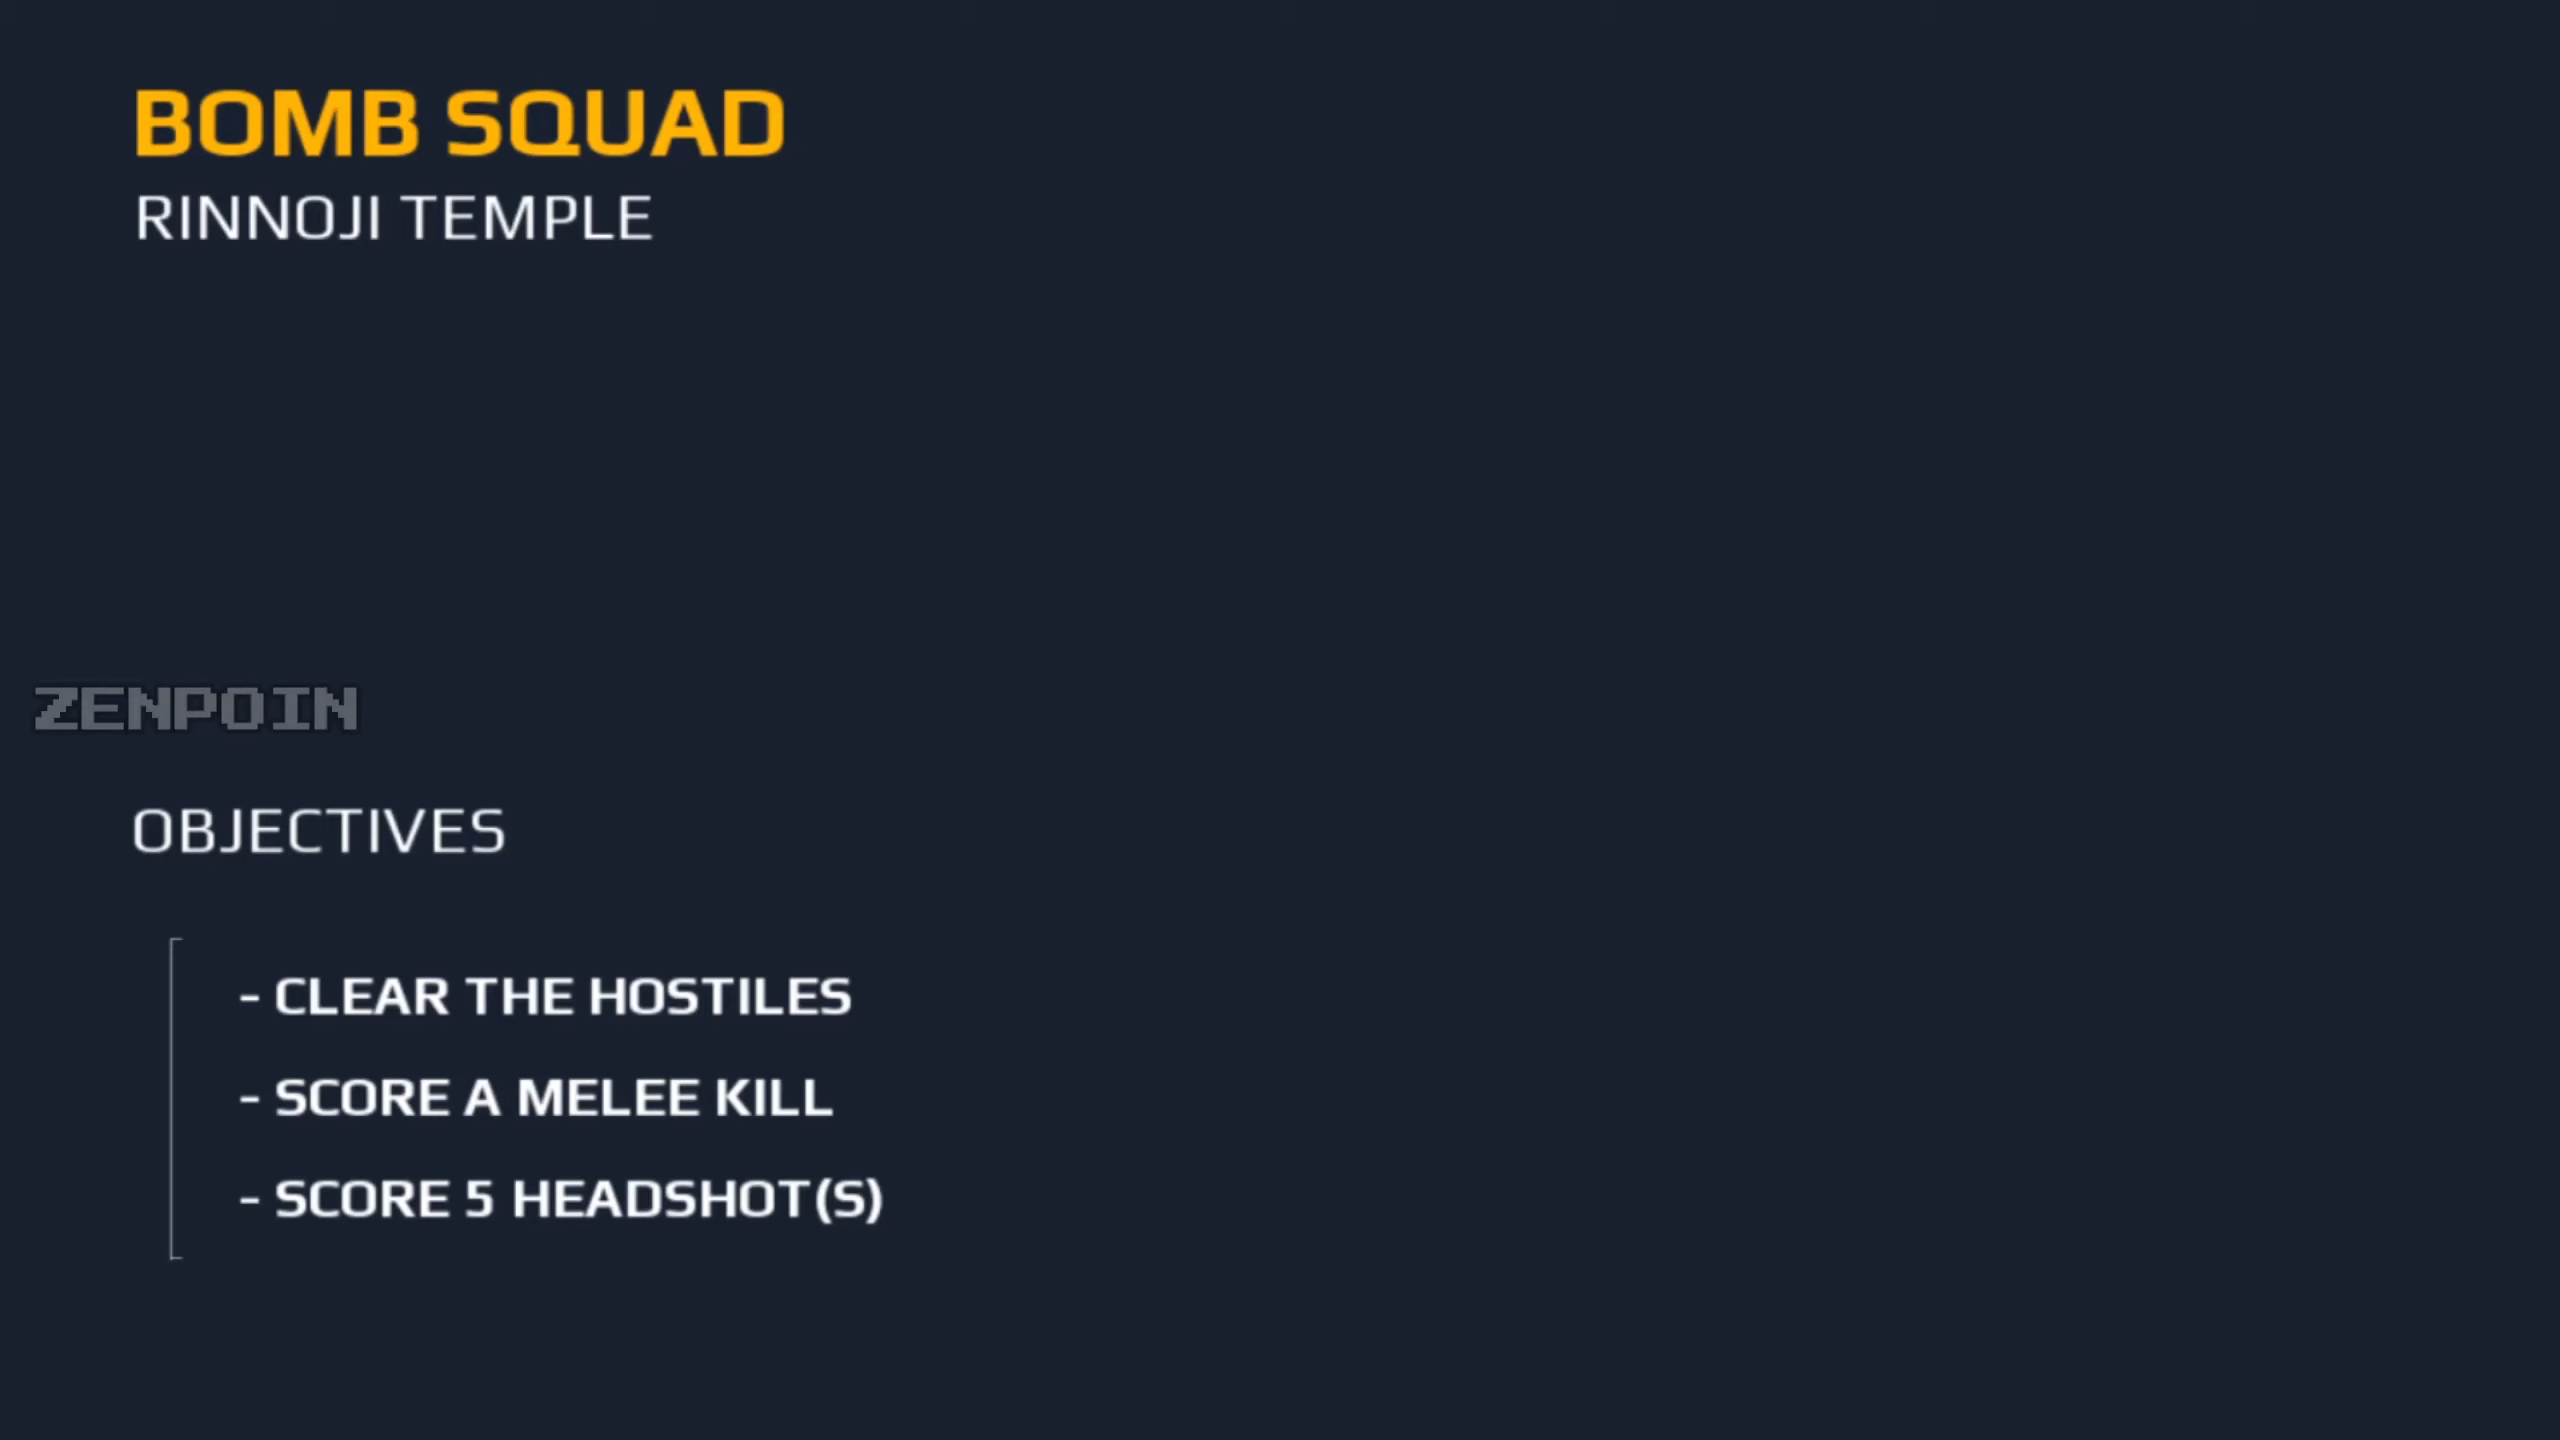 BOMB SQUAD
RINNOJI TEMPLE
ZENPOIN
OBJECTIVES
- CLEAR THE HOSTILES
- SCORE A MELEE KILL
- SCORE 5 HEADSHOT(S)